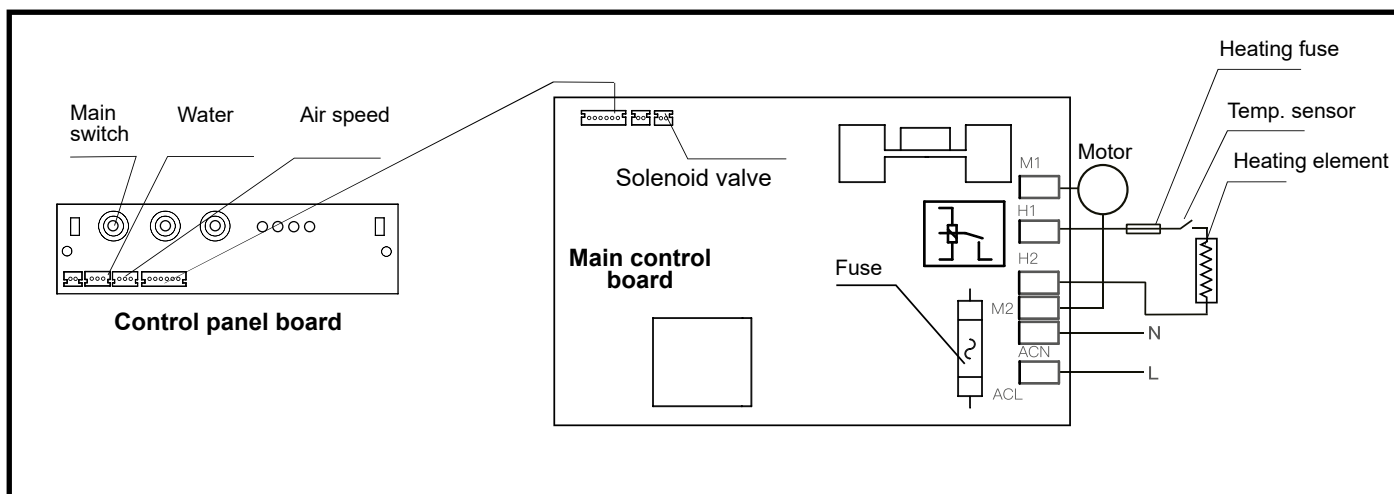 Main
switch
Water
Air speed
Control panel board
Solenoid valve
Main control
board
Fuse
M1
H1
H2
M2
ACN
ACL
Motor
Heating fuse
Temp. sensor
Heating element
N
L